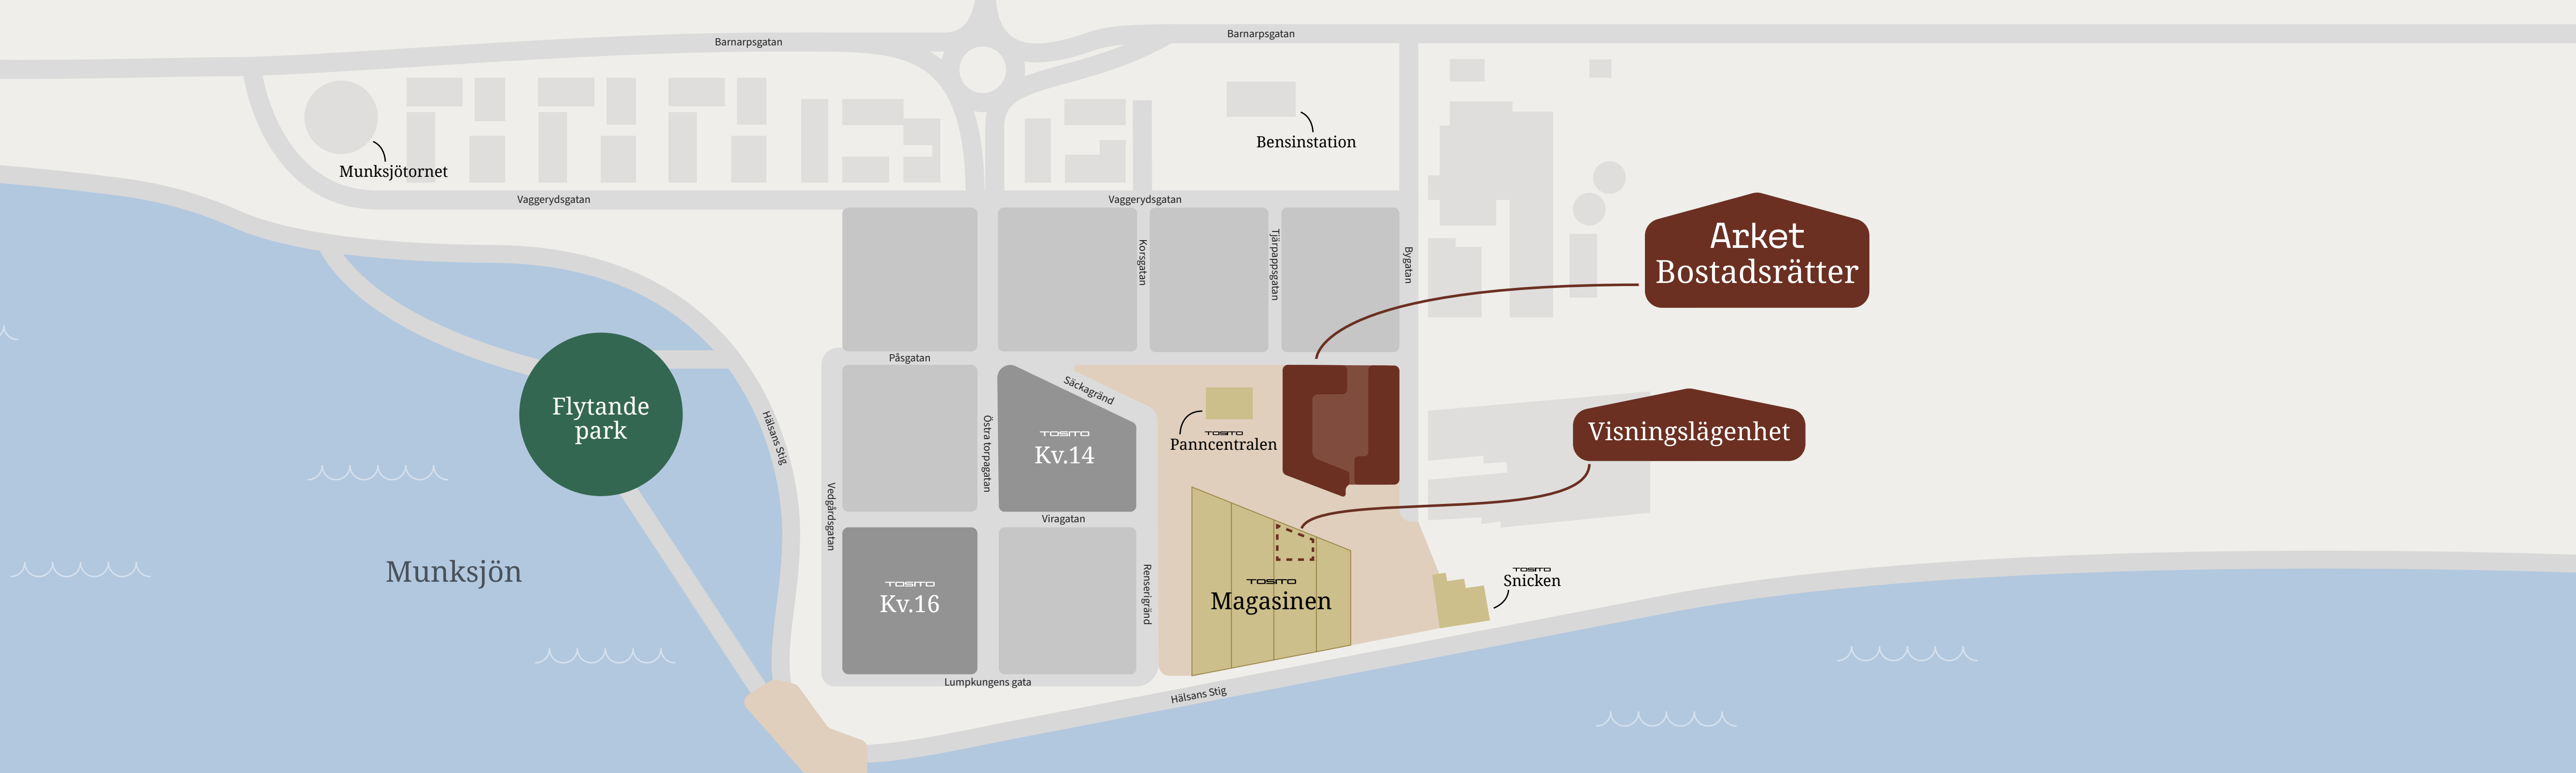 Barnarpsgatan
Barnarpsgatan
Munksjötornet
Bensinstation
Vaggerydsgatan
Vaggerydsgatan
Korsgatan
Tjärpappsgatan
Bygatan
Arket
Bostadsrätter
Påsgatan
Säckagränd
Flytande
park
Hälsans Stig
Östra torpagatan
TOSITO
Kv.14
TOSITO
Panncentralen
Visningslägenhet
Vedgårdsgatan
Viragatan
Munksjön
TOSITO
Kv.16
Renserigränd
TOSITO
Magasinen
TOSITO
Snicken
Lumpkungens gata
Hälsans Stig